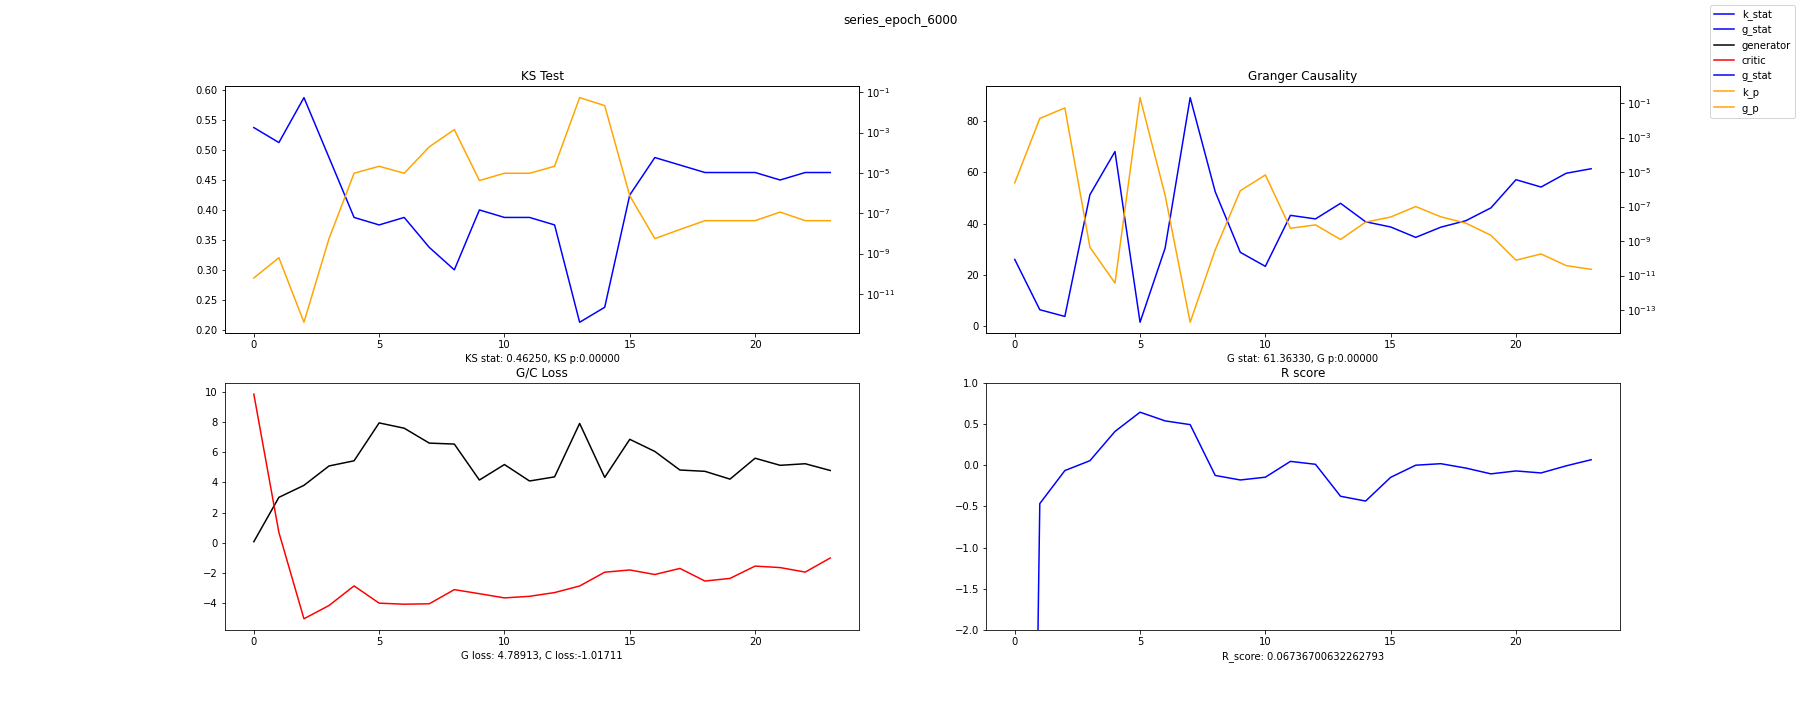 series_epoch_6000
k_stat
g_stat
generator
critic
g_stat
k_p
g_p
KS Test
0.60
0.55
0.50
0.45
0.40
0.35
0.30
0.25
0.20
10⁻¹
10⁻³
10⁻⁵
10⁻⁷
10⁻⁹
10⁻¹¹
0 5 10 15 20
KS stat: 0.46250, KS p:0.00000
Granger Causality
80
60
40
20
0
10⁻¹
10⁻³
10⁻⁵
10⁻⁷
10⁻⁹
10⁻¹¹
10⁻¹³
0 5 10 15 20
G stat: 61.36330, G p:0.00000
G/C Loss
10
8
6
4
2
0
−2
−4
0 5 10 15 20
G loss: 4.78913, C loss:-1.01711
R score
1.0
0.5
0.0
−0.5
−1.0
−1.5
−2.0
0 5 10 15 20
R_score: 0.06736700632262793